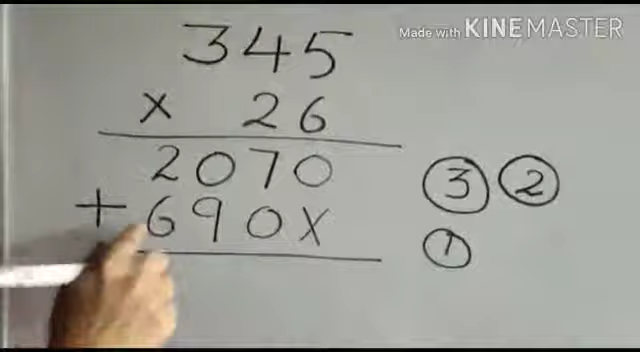 Made with KINEMASTER
345
x 26
2070 3 2
+ 690x 1